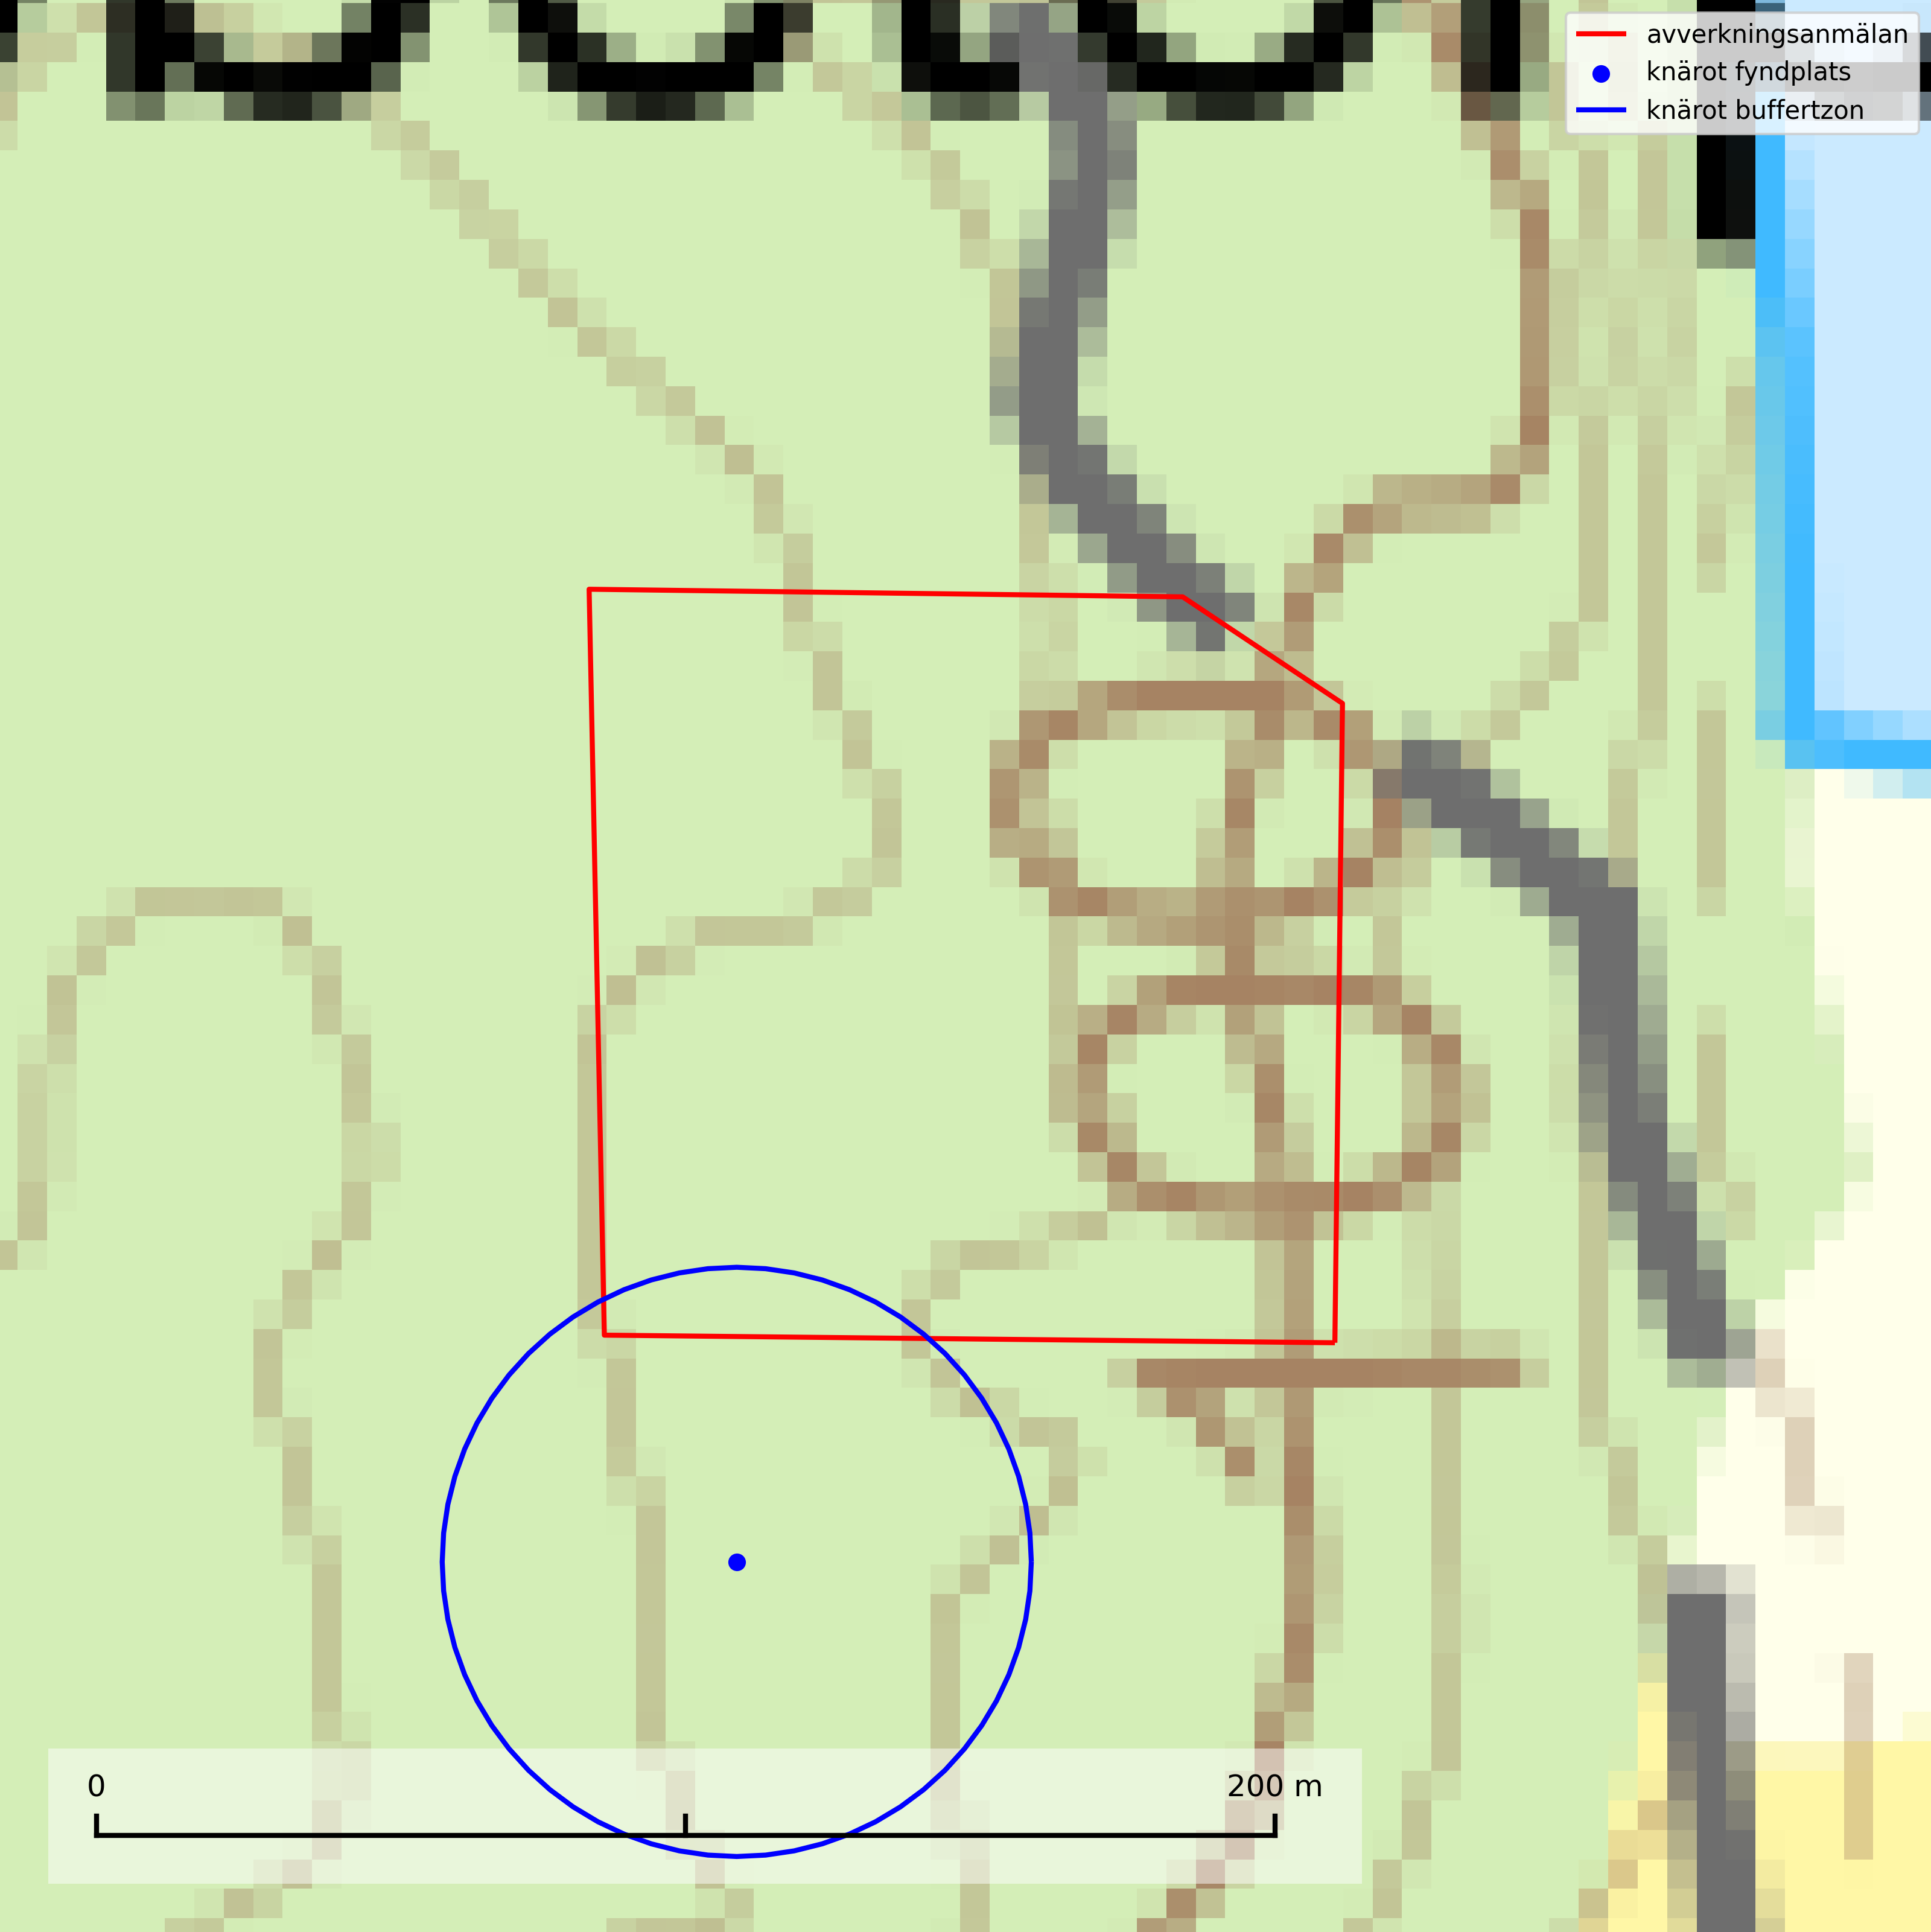 avverkningsanmälan
knärot fyndplats
knärot buffertzon
0
200 m